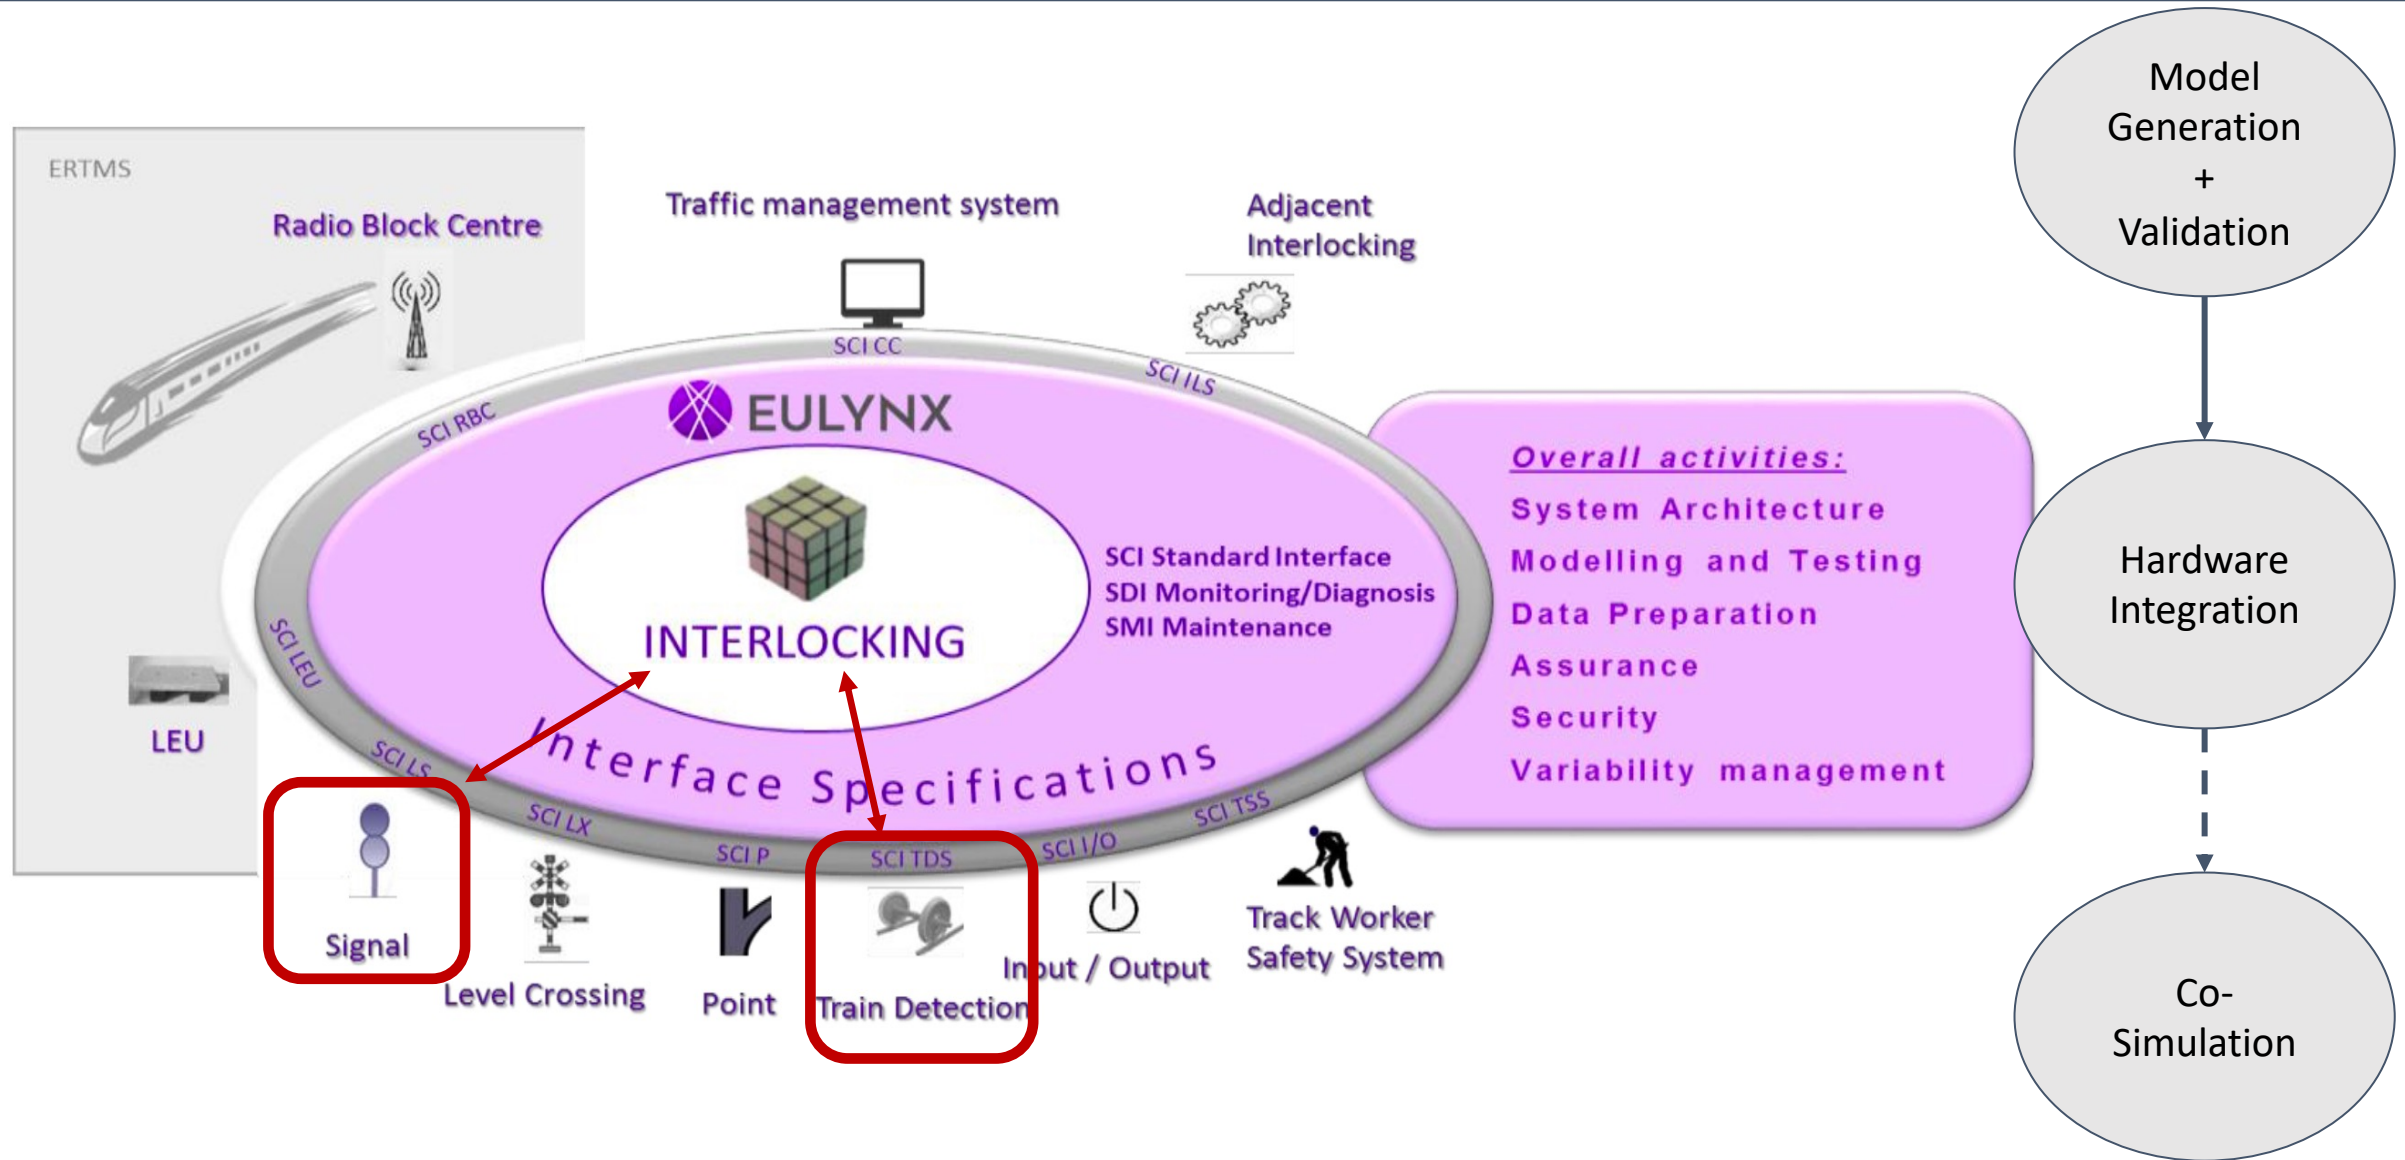 ERTMS
Radio Block Centre
Traffic management system
Adjacent
Interlocking
SCI CC
SCI ILS
SCI RBC
EULYNX
INTERLOCKING
SCI Standard Interface
SDI Monitoring/Diagnosis
SMI Maintenance
Interface Specifications
SCI LEU
LEU
SCI LS
SCI LX
SCI P
SCI TDS
SCI I/O
SCI TSS
Signal
Level Crossing
Point
Train Detection
Input / Output
Track Worker
Safety System
Overall activities:
System Architecture
Modelling and Testing
Data Preparation
Assurance
Security
Variability management
Model
Generation
+
Validation
Hardware
Integration
Co-
Simulation